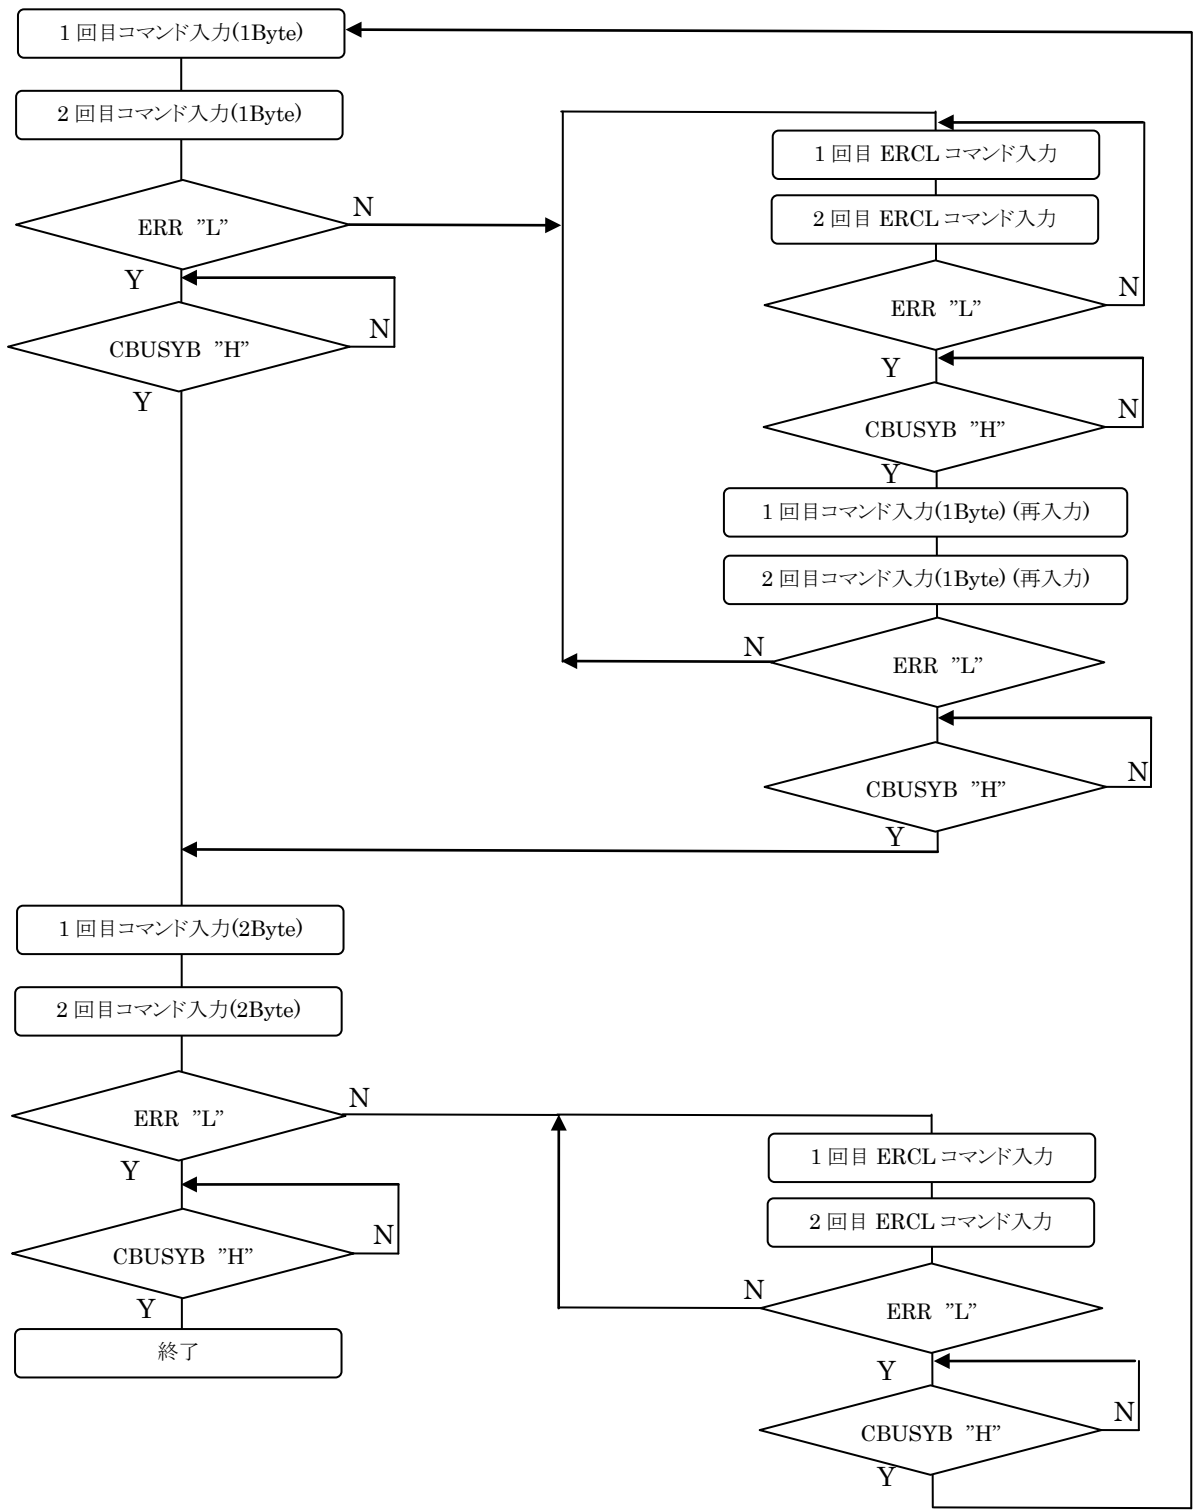 1 回目コマンド入力(1Byte)
2 回目コマンド入力(1Byte)
ERR ”L”
N
Y
CBUSYB ”H”
N
Y
1 回目 ERCL コマンド入力
2 回目 ERCL コマンド入力
ERR ”L”
N
Y
CBUSYB ”H”
N
Y
1 回目コマンド入力(1Byte) (再入力)
2 回目コマンド入力(1Byte) (再入力)
ERR ”L”
N
CBUSYB ”H”
N
Y
1 回目コマンド入力(2Byte)
2 回目コマンド入力(2Byte)
ERR ”L”
N
Y
CBUSYB ”H”
N
Y
終了
1 回目 ERCL コマンド入力
2 回目 ERCL コマンド入力
ERR ”L”
N
Y
CBUSYB ”H”
N
Y